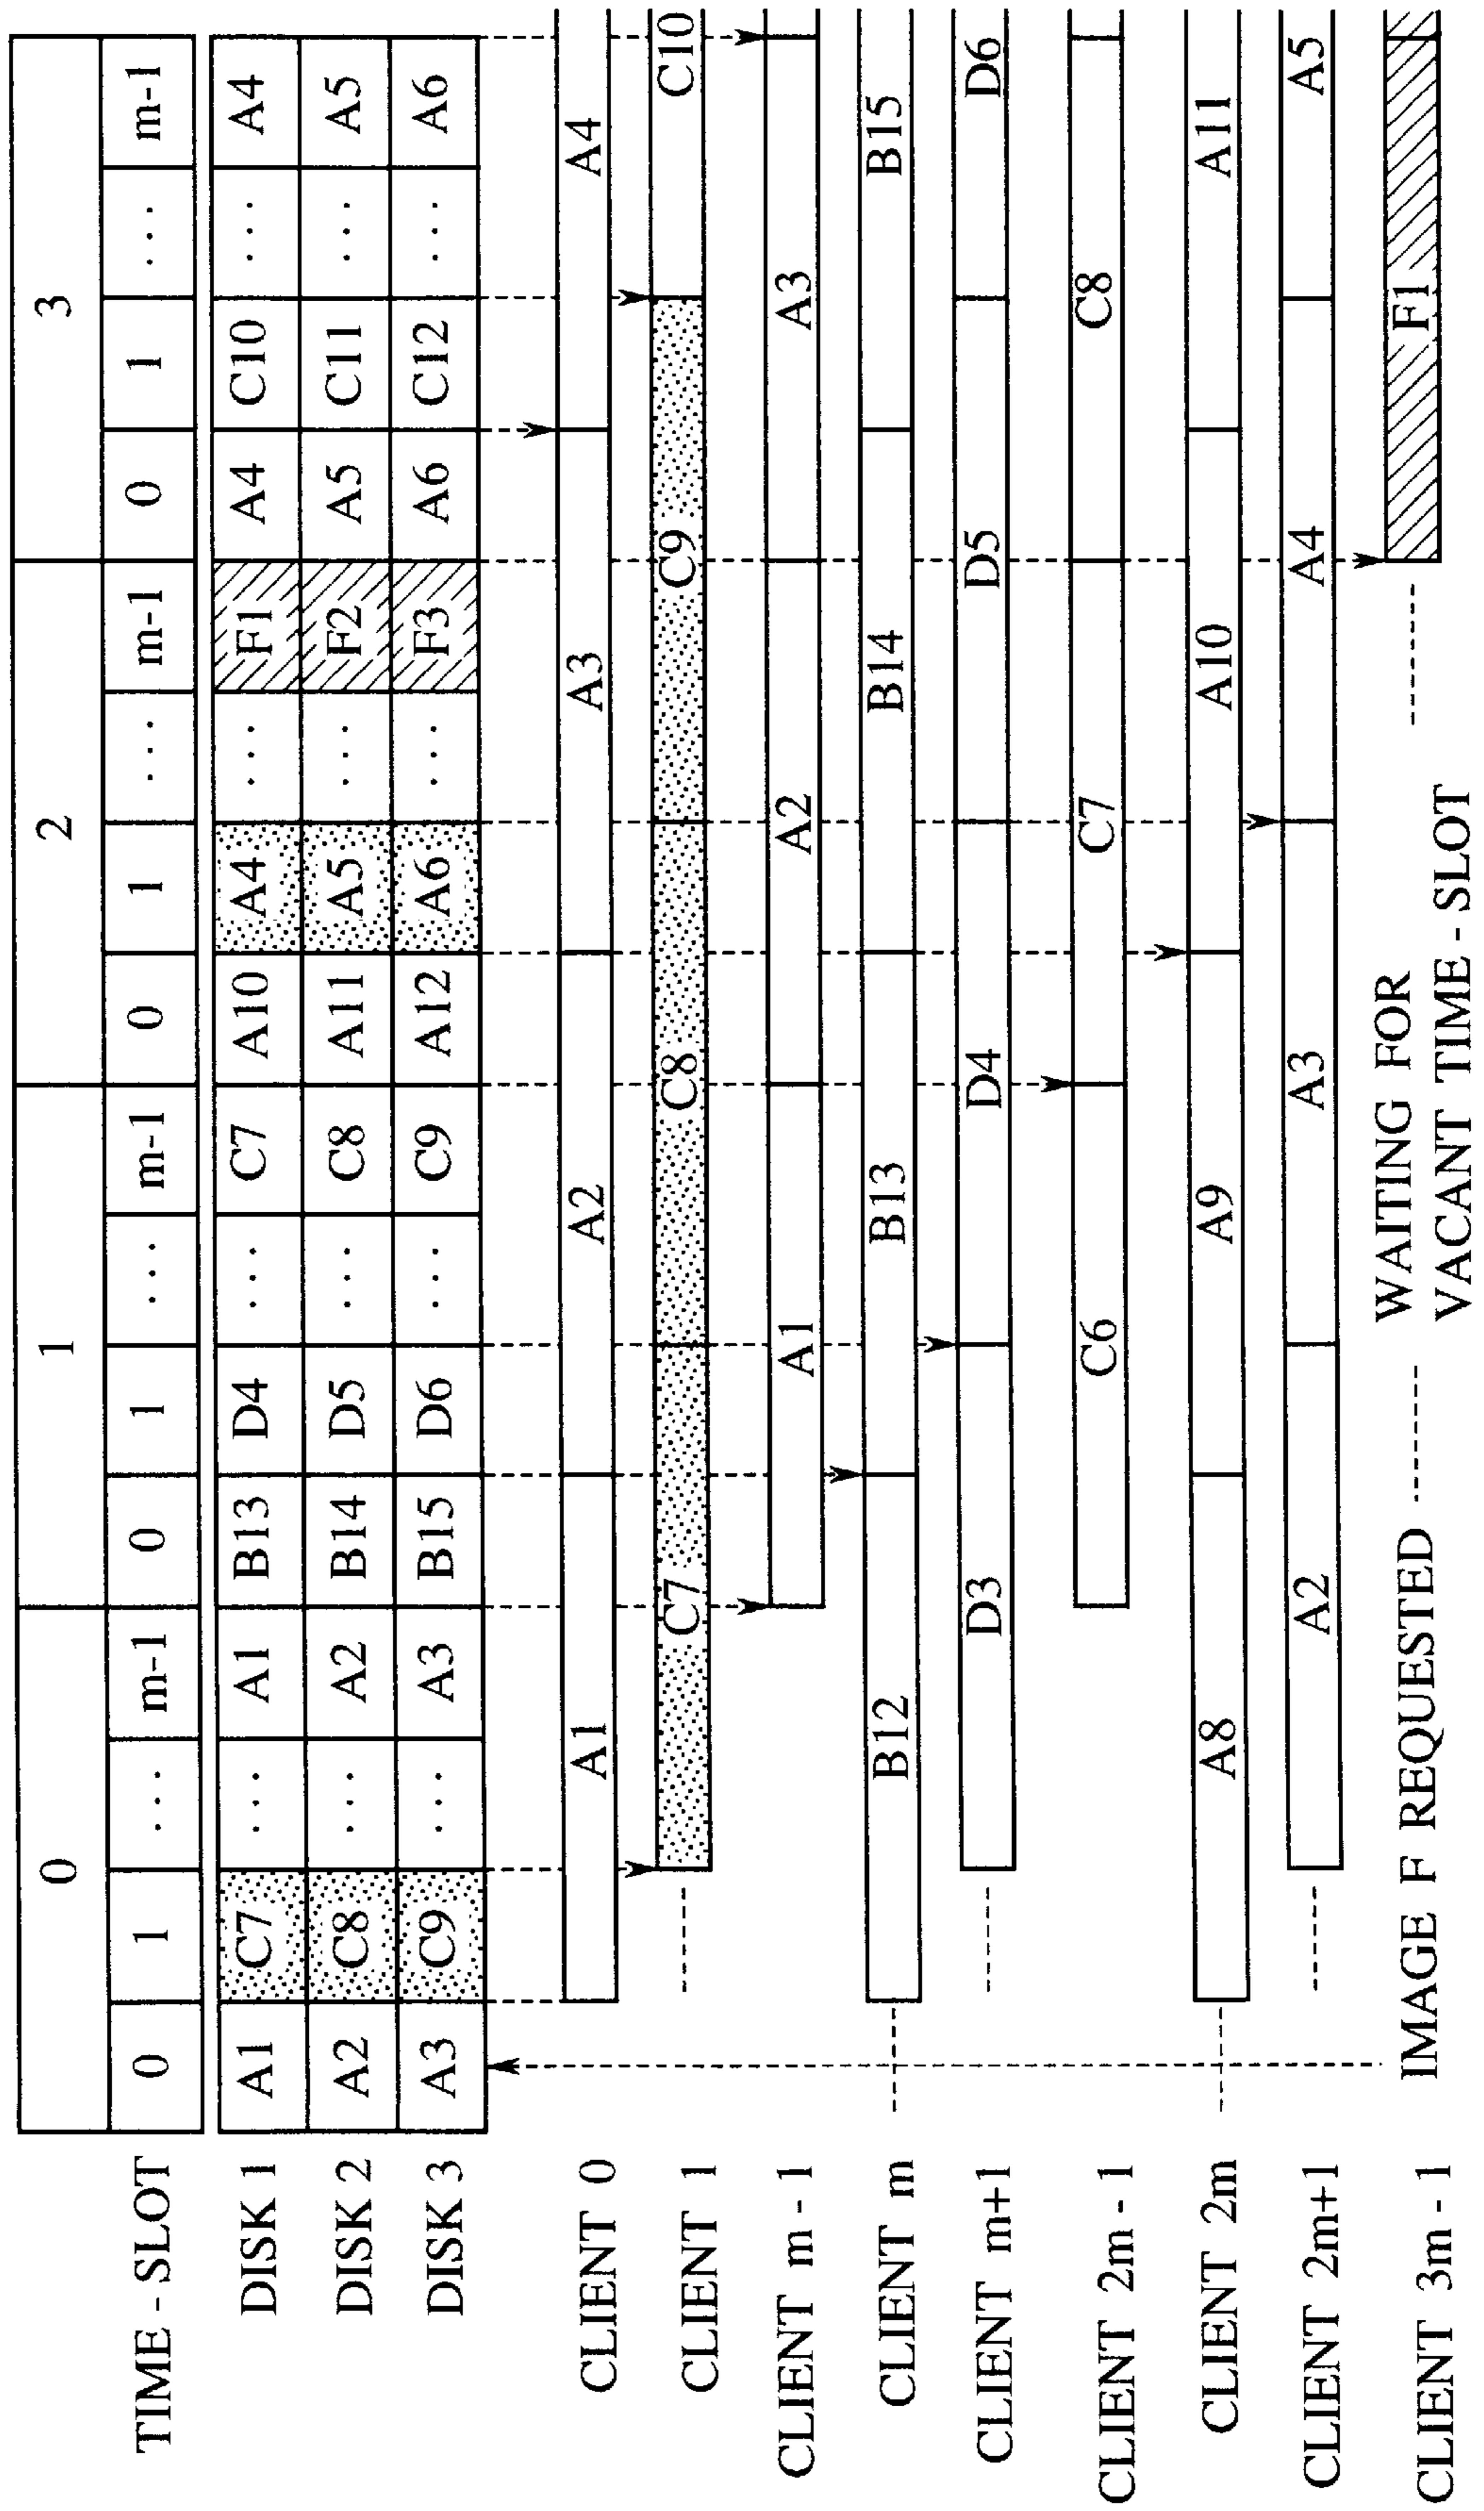 0 1 2 3
TIME-SLOT 0 1 ... m-1 0 1 ... m-1 0 1 ... m-1 0 1 ... m-1
DISK 1 A1 C7 ... A1 B13 D4 ... C7 A10 A4 ... F1 A4 C10 ... A4
DISK 2 A2 C8 ... A2 B14 D5 ... C8 A11 A5 ... F2 A5 C11 ... A5
DISK 3 A3 C9 ... A3 B15 D6 ... C9 A12 A6 ... F3 A6 C12 ... A6
CLIENT 0 A1 A2 A3 A4
CLIENT 1 C7 C8 C9 C10
CLIENT m-1 A1 A2 A3
CLIENT m B12 B13 B14 B15
CLIENT m+1 D3 D4 D5 D6
CLIENT 2m-1 C6 C7 C8
CLIENT 2m A8 A9 A10 A11
CLIENT 2m+1 A2 A3 A4 A5
CLIENT 3m-1 IMAGE F REQUESTED WAITING FOR F1
VACANT TIME-SLOT